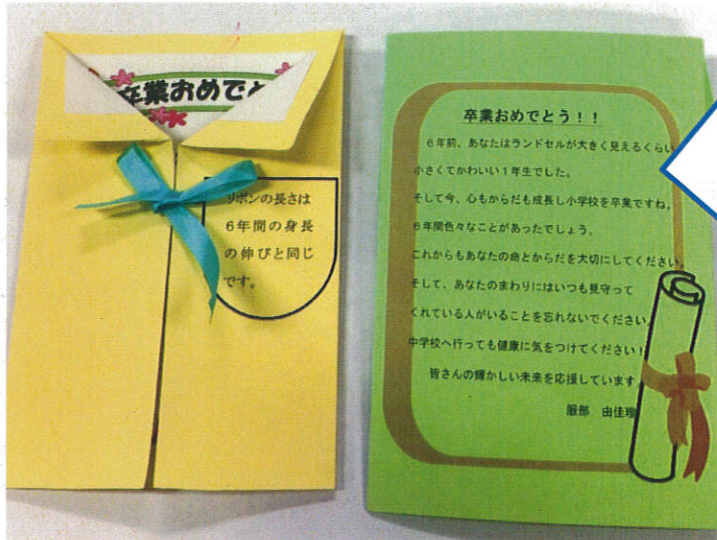 卒業おめでと
リボンの長さは
6年間の身長
の伸びと同じ
です。
卒業おめでとう！！
6年前、あなたはランドセルが大きく見えるくらい
小さくてかわいい1年生でした。
そして今、心もからだも成長し小学校を卒業ですね。
6年間色々なことがあったでしょう。
これからもあなたの命とからだを大切にしてください。
そして、あなたのまわりにはいつも見守って
くれている人がいることを忘れないでください。
中学校へ行っても健康に気をつけてください！
皆さんの輝かしい未来を応援しています
服部 由佳理